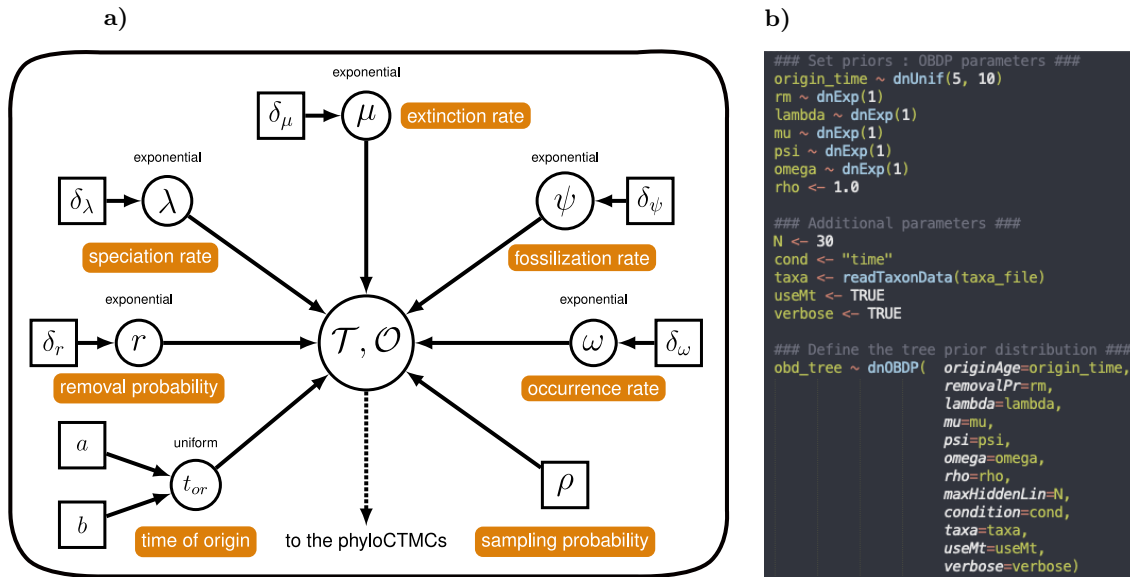 a)
exponential
δμ
μ
extinction rate
exponential
δλ
λ
speciation rate
exponential
ψ
δψ
fossilization rate
exponential
δr
r
removal probability
T, O
exponential
ω
δω
occurrence rate
a
b
uniform
tor
time of origin
to the phyloCTMCs
ρ
sampling probability
b)
### Set priors : OBDP parameters ###
origin_time ~ dnUnif(5, 10)
rm ~ dnExp(1)
lambda ~ dnExp(1)
mu ~ dnExp(1)
psi ~ dnExp(1)
omega ~ dnExp(1)
rho <- 1.0
### Additional parameters ###
N <- 30
cond <- "time"
taxa <- readTaxonData(taxa_file)
useMt <- TRUE
verbose <- TRUE
### Define the tree prior distribution ###
obd_tree ~ dnOBDP( originAge=origin_time,
removalPr=rm,
lambda=lambda,
mu=mu,
psi=psi,
omega=omega,
rho=rho,
maxHiddenLin=N,
condition=cond,
taxa=taxa,
useMt=useMt,
verbose=verbose)